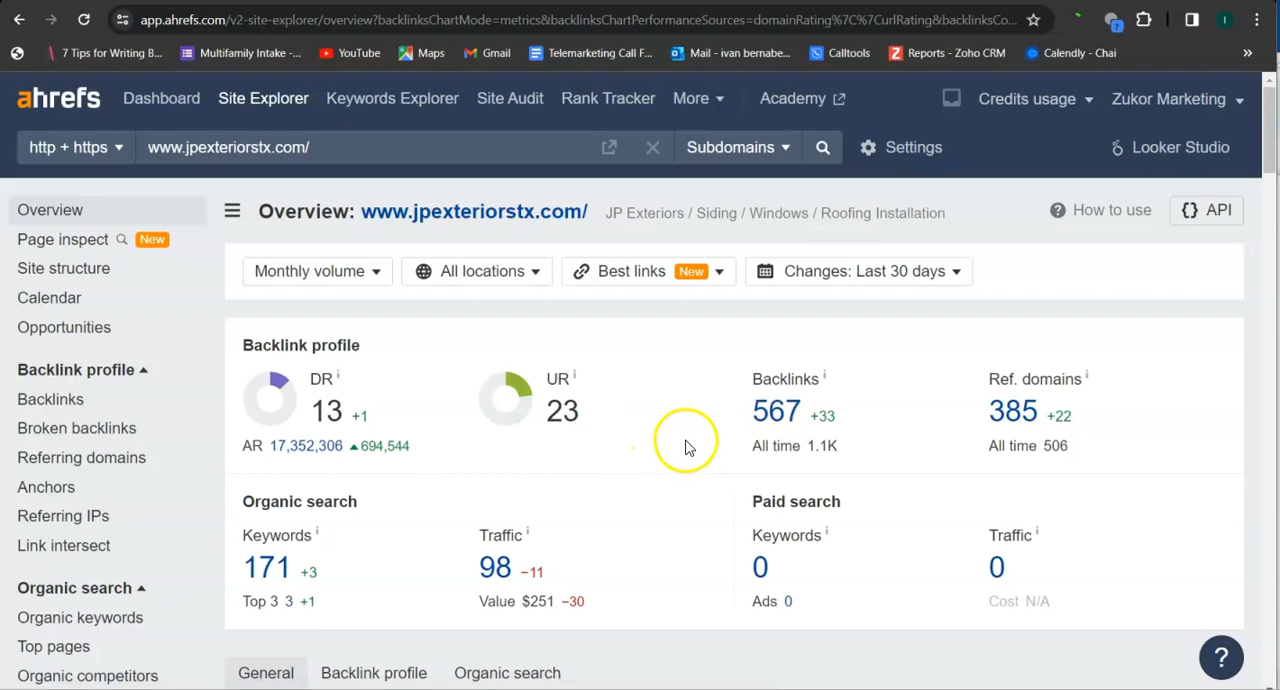 app.ahrefs.com/v2-site-explorer/overview?backlinksChartMode=metrics&backlinksChartPerformanceSources=domainRating%7C%7CurlRating&backlinksCo...
7 Tips for Writing B...
Multifamily Intake -...
YouTube
Maps
Gmail
Telemarketing Call F...
Mail - ivan bernabe...
Calltools
Reports - Zoho CRM
Calendly - Chai
»
ahrefs
Dashboard
Site Explorer
Keywords Explorer
Site Audit
Rank Tracker
More
Academy
Credits usage
Zukor Marketing
http + https
www.jpexteriorstx.com/
Subdomains
Settings
Looker Studio
Overview
Page inspect New
Site structure
Calendar
Opportunities
Backlink profile
Backlinks
Broken backlinks
Referring domains
Anchors
Referring IPs
Link intersect
Organic search
Organic keywords
Top pages
Organic competitors
Overview: www.jpexteriorstx.com/
JP Exteriors / Siding / Windows / Roofing Installation
How to use
{} API
Monthly volume
All locations
Best links New
Changes: Last 30 days
Backlink profile
DR
13 +1
AR 17,352,306 ▲694,544
UR
23
Backlinks
567 +33
All time 1.1K
Ref. domains
385 +22
All time 506
Organic search
Keywords
171 +3
Top 3 3 +1
Traffic
98 −11
Value $251 −30
Paid search
Keywords
0
Ads 0
Traffic
0
Cost N/A
General
Backlink profile
Organic search
?